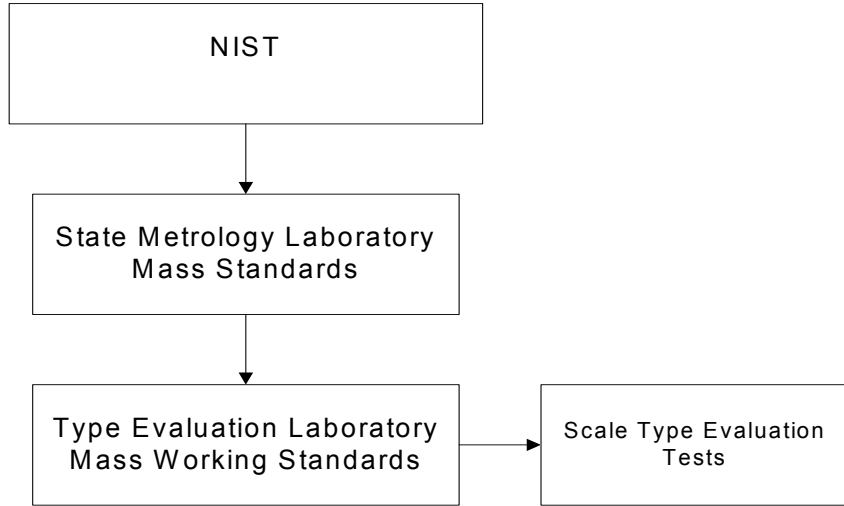 NIST
State Metrology Laboratory
Mass Standards
Type Evaluation Laboratory
Mass Working Standards
Scale Type Evaluation
Tests